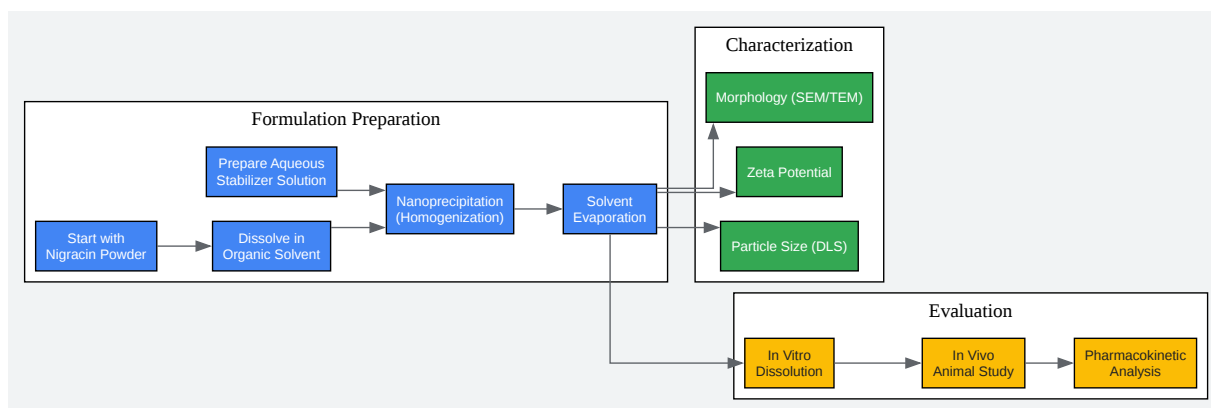 Formulation Preparation
Prepare Aqueous
Stabilizer Solution
Start with
Nigracin Powder
Dissolve in
Organic Solvent
Nanoprecipitation
(Homogenization)
Solvent
Evaporation
Characterization
Morphology (SEM/TEM)
Zeta Potential
Particle Size (DLS)
Evaluation
In Vitro
Dissolution
In Vivo
Animal Study
Pharmacokinetic
Analysis